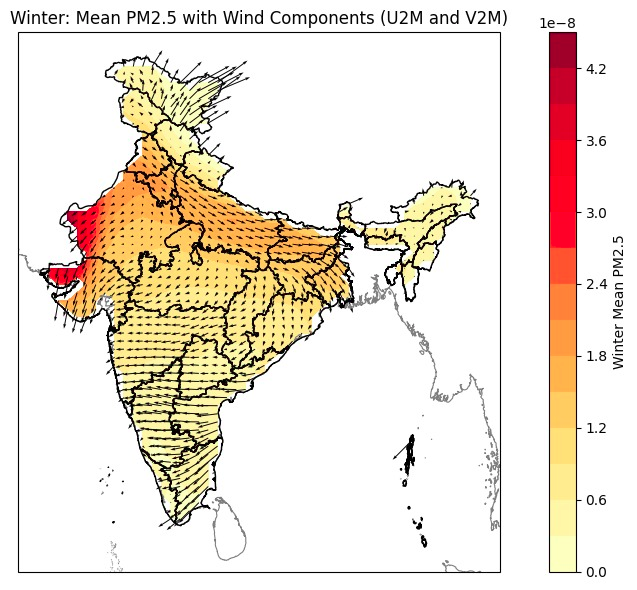 Winter: Mean PM2.5 with Wind Components (U2M and V2M)
1e−8
4.2
3.6
3.0
2.4
1.8
1.2
0.6
0.0
Winter Mean PM2.5